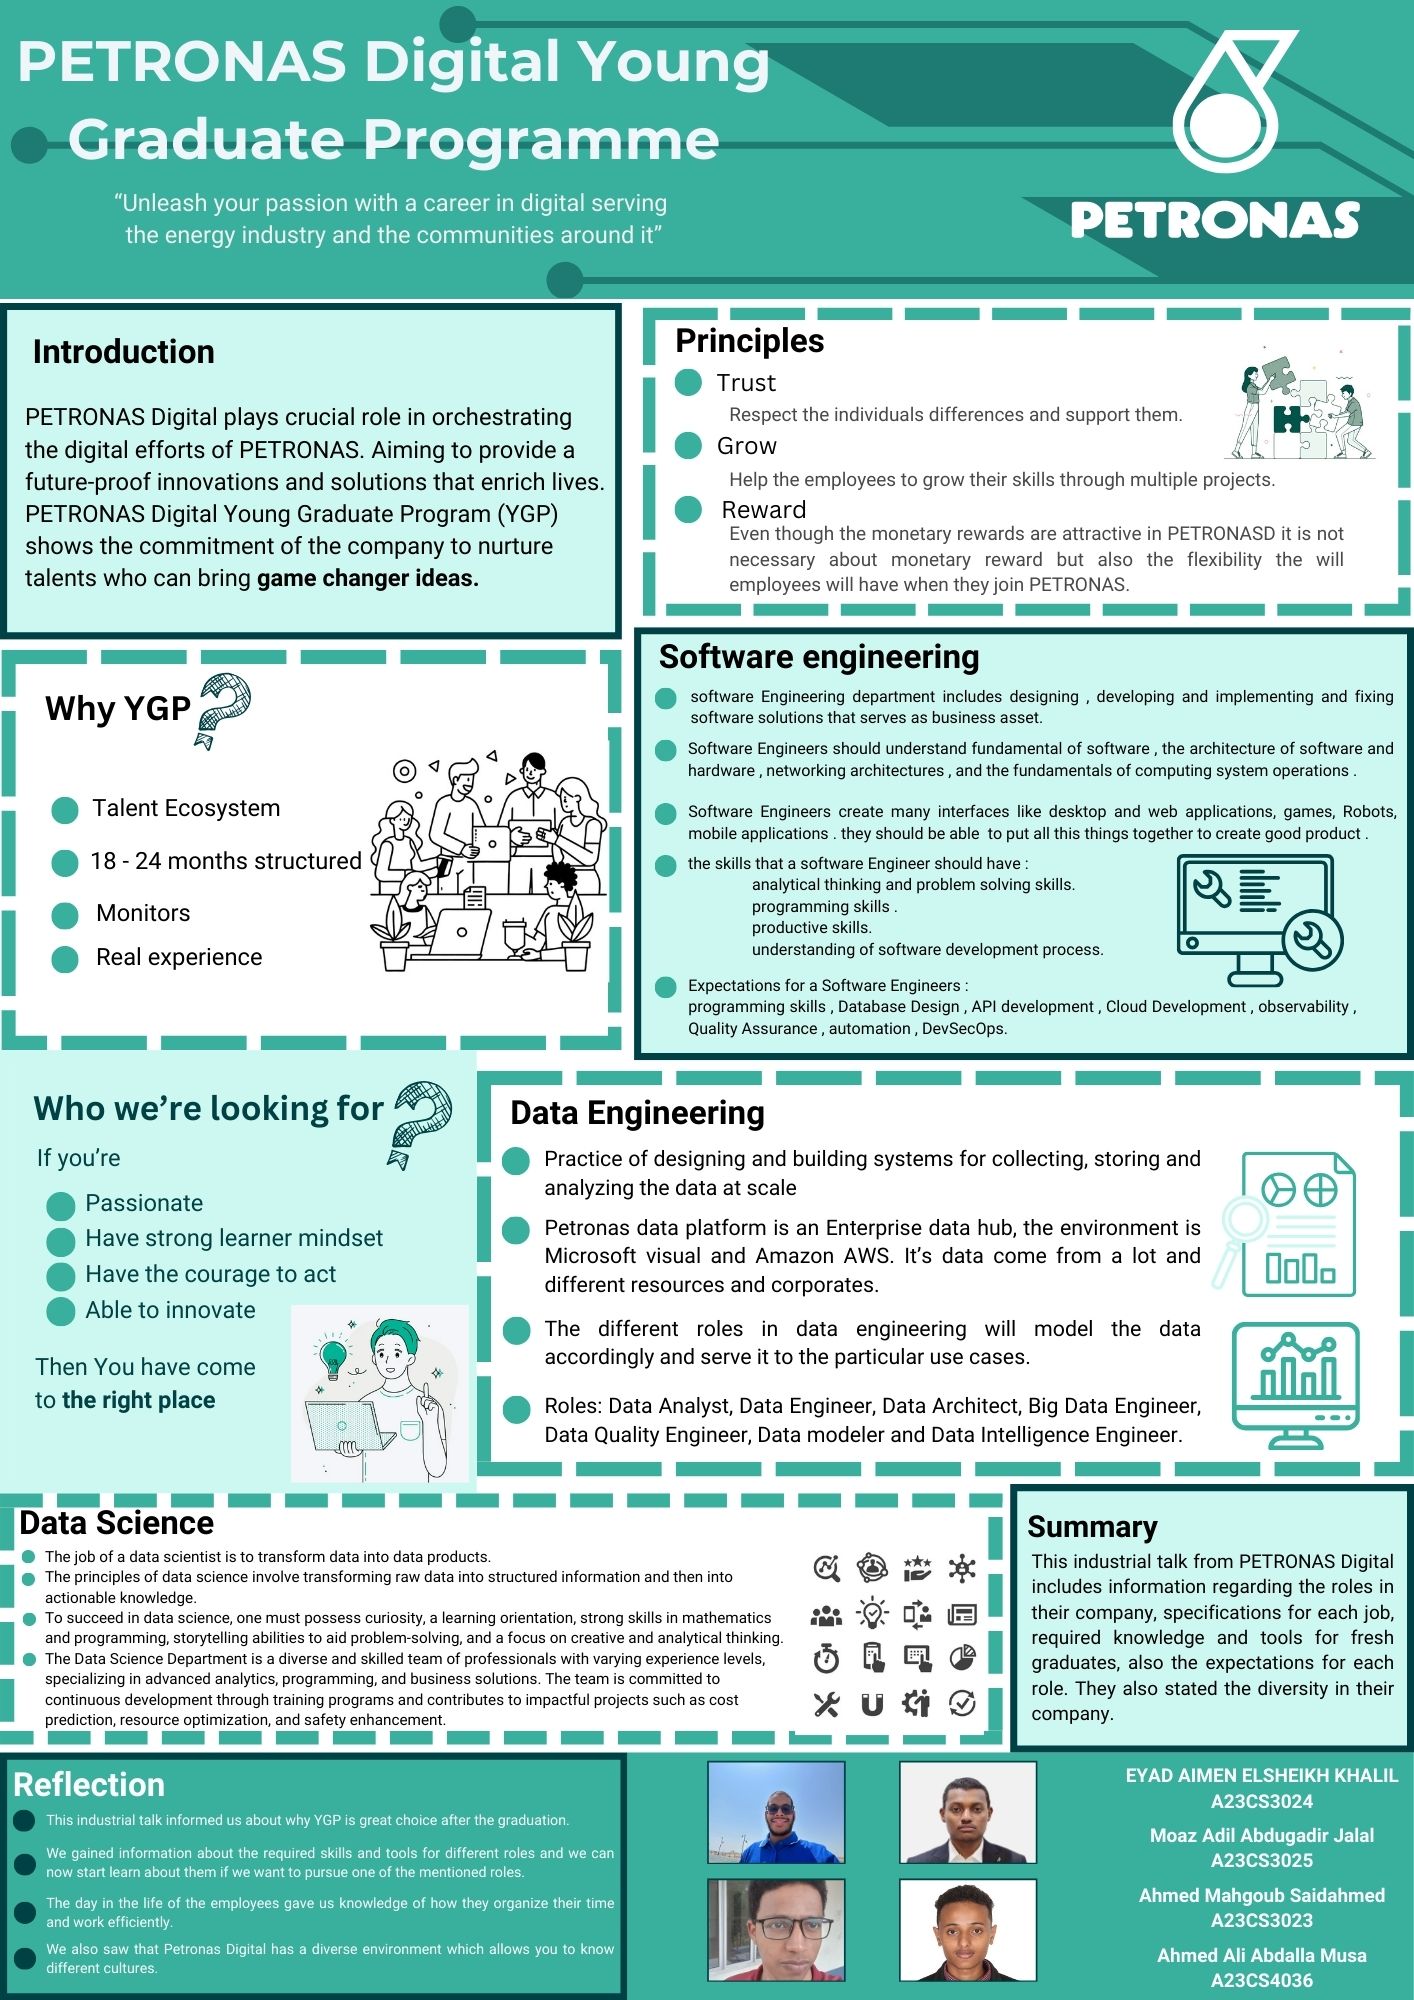 PETRONAS Digital Young
Graduate Programme
“Unleash your passion with a career in digital serving
the energy industry and the communities around it”
PETRONAS
Introduction
PETRONAS Digital plays crucial role in orchestrating
the digital efforts of PETRONAS. Aiming to provide a
future-proof innovations and solutions that enrich lives.
PETRONAS Digital Young Graduate Program (YGP)
shows the commitment of the company to nurture
talents who can bring game changer ideas.
Principles
Trust
Respect the individuals differences and support them.
Grow
Help the employees to grow their skills through multiple projects.
Reward
Even though the monetary rewards are attractive in PETRONASD it is not
necessary about monetary reward but also the flexibility the will
employees will have when they join PETRONAS.
Why YGP
Talent Ecosystem
18 - 24 months structured
Monitors
Real experience
Software engineering
software Engineering department includes designing , developing and implementing and fixing
software solutions that serves as business asset.
Software Engineers should understand fundamental of software , the architecture of software and
hardware , networking architectures , and the fundamentals of computing system operations .
Software Engineers create many interfaces like desktop and web applications, games, Robots,
mobile applications . they should be able to put all this things together to create good product .
the skills that a software Engineer should have :
analytical thinking and problem solving skills.
programming skills .
productive skills.
understanding of software development process.
Expectations for a Software Engineers :
programming skills , Database Design , API development , Cloud Development , observability ,
Quality Assurance , automation , DevSecOps.
Who we’re looking for
If you’re
Passionate
Have strong learner mindset
Have the courage to act
Able to innovate
Then You have come
to the right place
Data Engineering
Practice of designing and building systems for collecting, storing and
analyzing the data at scale
Petronas data platform is an Enterprise data hub, the environment is
Microsoft visual and Amazon AWS. It’s data come from a lot and
different resources and corporates.
The different roles in data engineering will model the data
accordingly and serve it to the particular use cases.
Roles: Data Analyst, Data Engineer, Data Architect, Big Data Engineer,
Data Quality Engineer, Data modeler and Data Intelligence Engineer.
Data Science
The job of a data scientist is to transform data into data products.
The principles of data science involve transforming raw data into structured information and then into
actionable knowledge.
To succeed in data science, one must possess curiosity, a learning orientation, strong skills in mathematics
and programming, storytelling abilities to aid problem-solving, and a focus on creative and analytical thinking.
The Data Science Department is a diverse and skilled team of professionals with varying experience levels,
specializing in advanced analytics, programming, and business solutions. The team is committed to
continuous development through training programs and contributes to impactful projects such as cost
prediction, resource optimization, and safety enhancement.
Summary
This industrial talk from PETRONAS Digital
includes information regarding the roles in
their company, specifications for each job,
required knowledge and tools for fresh
graduates, also the expectations for each
role. They also stated the diversity in their
company.
Reflection
This industrial talk informed us about why YGP is great choice after the graduation.
We gained information about the required skills and tools for different roles and we can
now start learn about them if we want to pursue one of the mentioned roles.
The day in the life of the employees gave us knowledge of how they organize their time
and work efficiently.
We also saw that Petronas Digital has a diverse environment which allows you to know
different cultures.
EYAD AIMEN ELSHEIKH KHALIL
A23CS3024
Moaz Adil Abdugadir Jalal
A23CS3025
Ahmed Mahgoub Saidahmed
A23CS3023
Ahmed Ali Abdalla Musa
A23CS4036